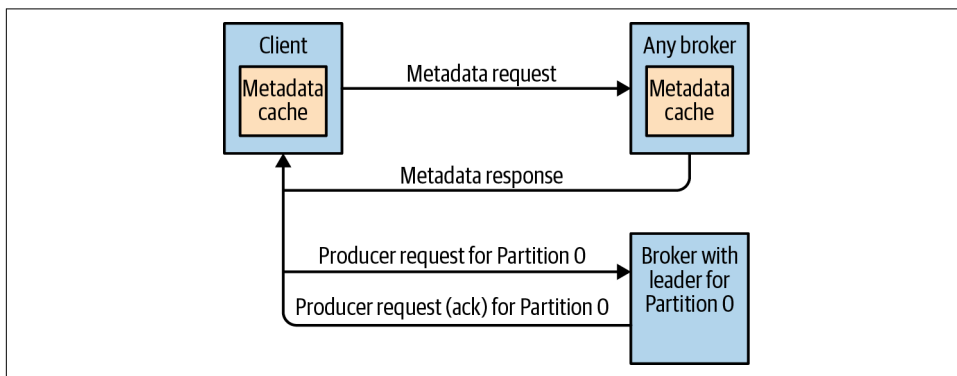 Client
Metadata
cache
Metadata request
Any broker
Metadata
cache
Metadata response
Producer request for Partition 0
Producer request (ack) for Partition 0
Broker with
leader for
Partition 0